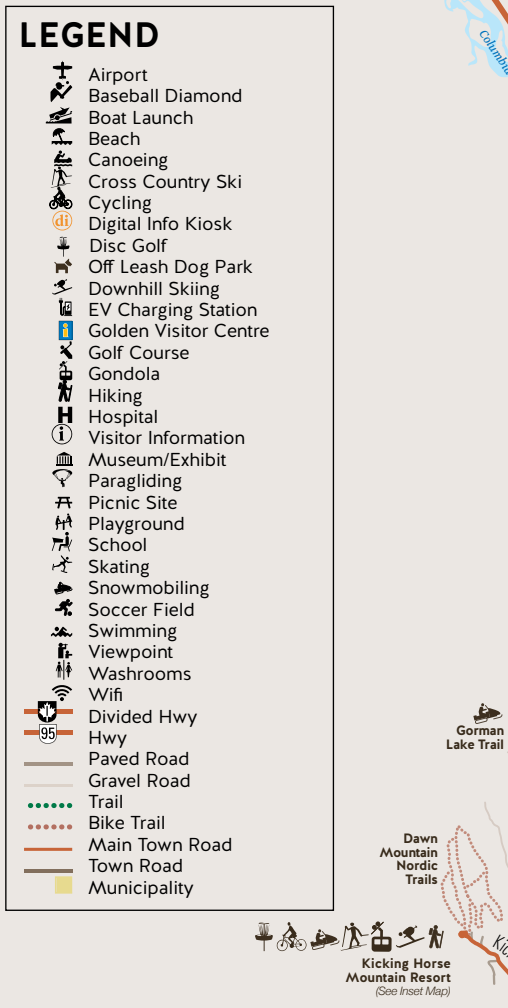 LEGEND
Airport
Baseball Diamond
Boat Launch
Beach
Canoeing
Cross Country Ski
Cycling
di Digital Info Kiosk
Disc Golf
Off Leash Dog Park
Downhill Skiing
EV Charging Station
i Golden Visitor Centre
Golf Course
Gondola
Hiking
H Hospital
i Visitor Information
Museum/Exhibit
Paragliding
Picnic Site
Playground
School
Skating
Snowmobiling
Soccer Field
Swimming
Viewpoint
Washrooms
Wifi
1 Divided Hwy
95 Hwy
Paved Road
Gravel Road
Trail
Bike Trail
Main Town Road
Town Road
Municipality
Gorman
Lake Trail
Dawn
Mountain
Nordic
Trails
Kicking Horse
Mountain Resort
(See Inset Map)